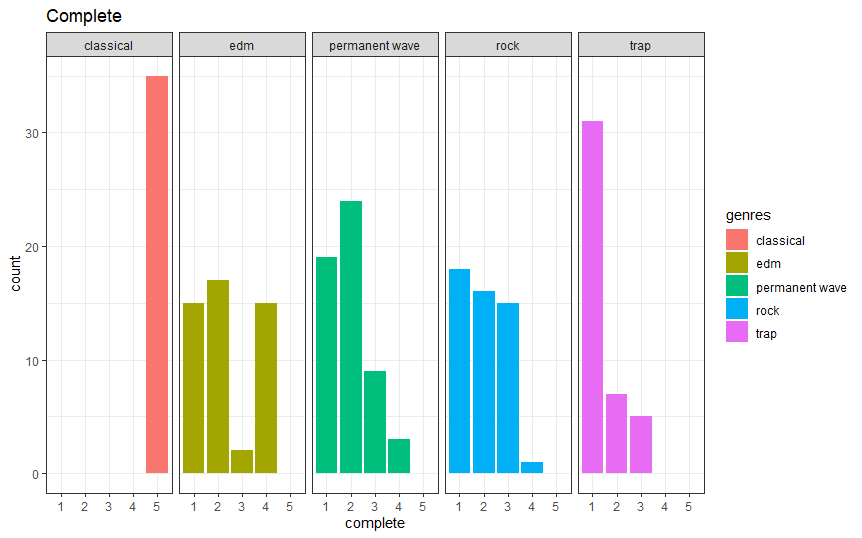 Complete
classical edm permanent wave rock trap
30
20
10
0
count
1 2 3 4 5 1 2 3 4 5 1 2 3 4 5 1 2 3 4 5 1 2 3 4 5
complete
genres
classical
edm
permanent wave
rock
trap